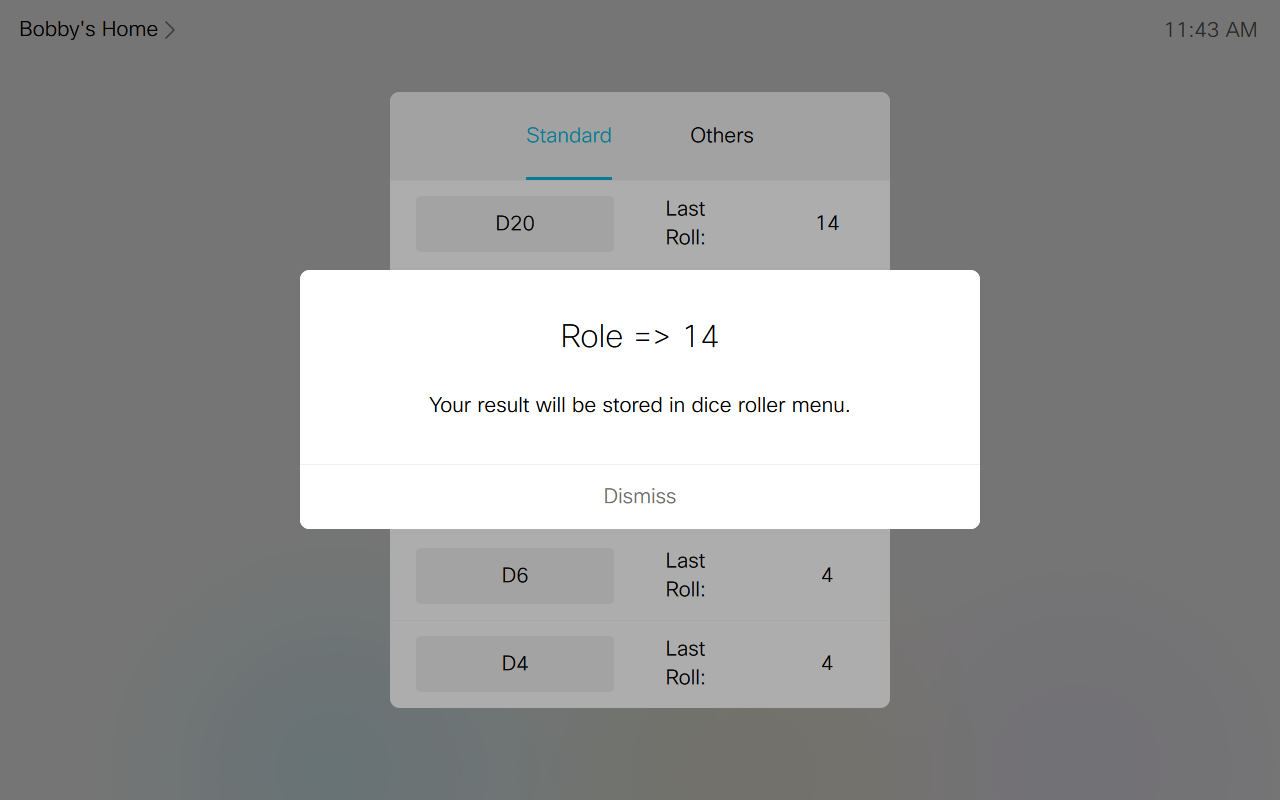 Bobby's Home
11:43 AM
Standard
Others
D20
Last
Roll:
14
Role => 14
Your result will be stored in dice roller menu.
Dismiss
D6
Last
Roll:
4
D4
Last
Roll:
4